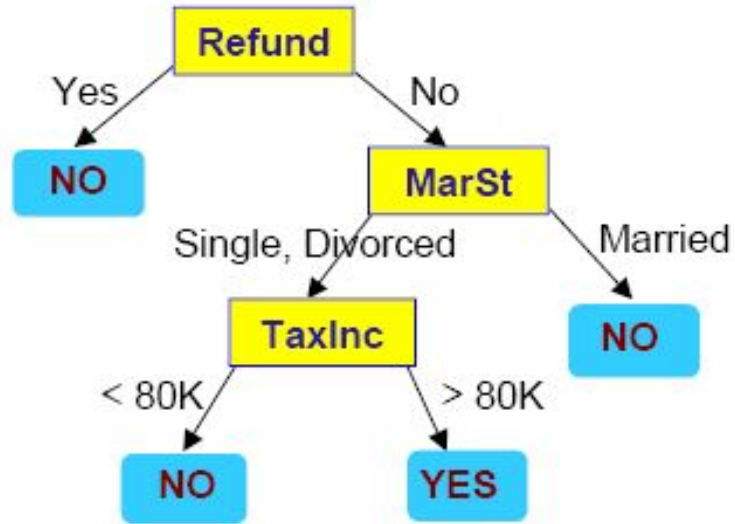 Refund
Yes
No
NO
MarSt
Single, Divorced
Married
TaxInc
NO
< 80K
> 80K
NO
YES